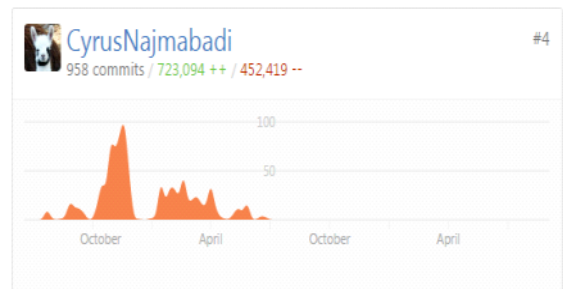 CyrusNajmabadi #4
958 commits / 723,094 ++ / 452,419 --
100
50
October April October April